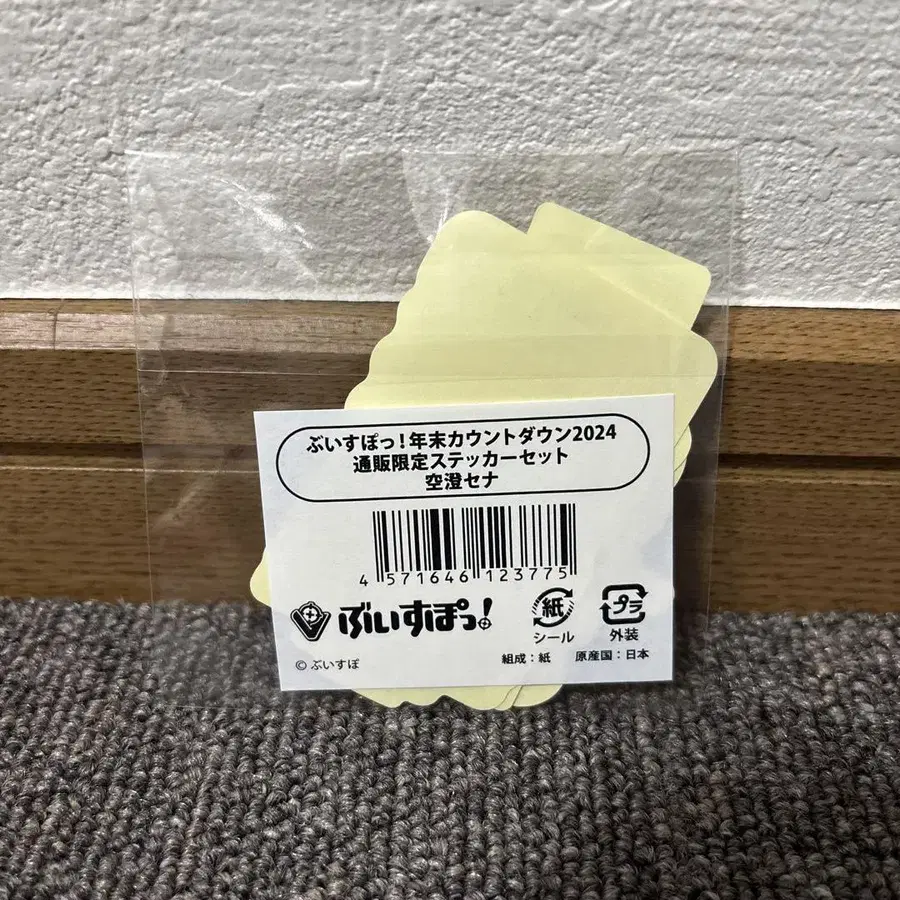 ぶいすぽっ！年末カウントダウン2024
通販限定ステッカーセット
空澄セナ
4 571646 123775
ぶいすぽっ!
紙
シール
プラ
外装
© ぶいすぽ
組成：紙 原産国：日本